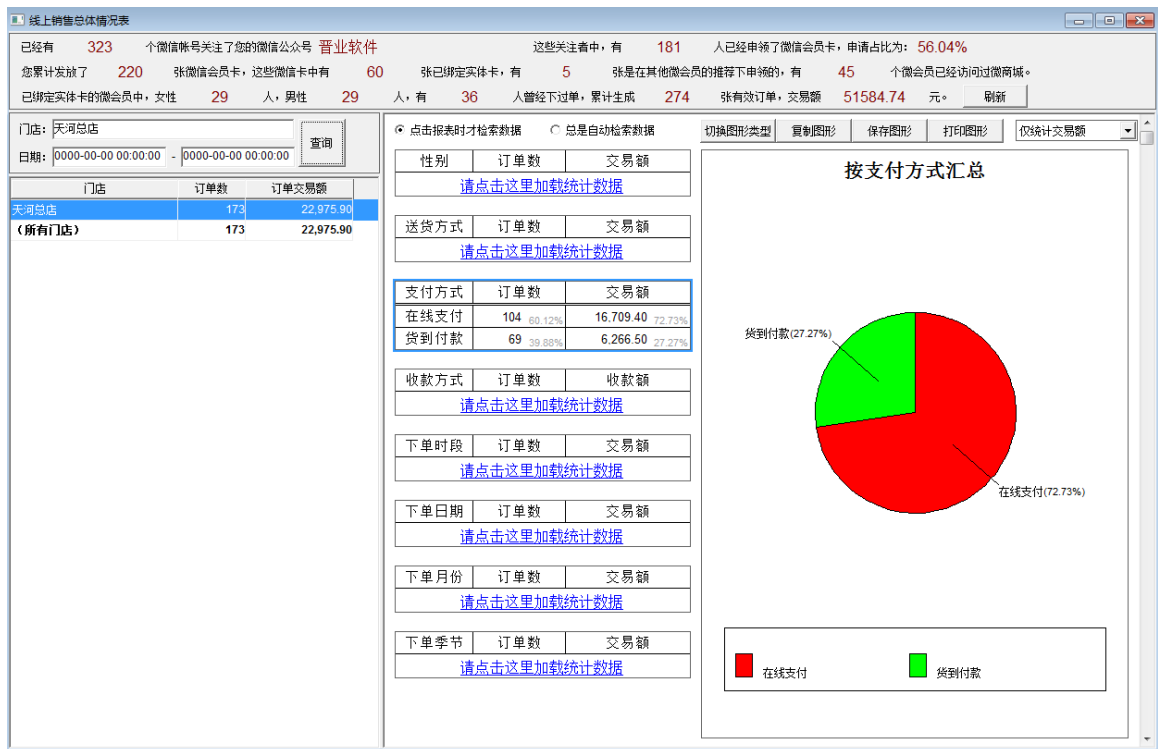 线上销售总体情况表
已经有 323 个微信帐号关注了您的微信公众号 晋业软件 这些关注者中，有 181 人已经申领了微信会员卡，申请占比为： 56.04%
您累计发放了 220 张微信会员卡，这些微信卡中有 60 张已绑定实体卡，有 5 张是在其他微会员的推荐下申领的，有 45 个微会员已经访问过微商城。
已绑定实体卡的微会员中，女性 29 人，男性 29 人，有 36 人曾经下过单，累计生成 274 张有效订单，交易额 51584.74 元。 刷新
门店： 天河总店 查询
日期： 0000-00-00 00:00:00 - 0000-00-00 00:00:00
门店 订单数 订单交易额
天河总店 173 22,975.90
（所有门店） 173 22,975.90
点击报表时才检索数据 总是自动检索数据
性别 订单数 交易额
请点击这里加载统计数据
送货方式 订单数 交易额
请点击这里加载统计数据
支付方式 订单数 交易额
在线支付 104 60.12% 16,709.40 72.73%
货到付款 69 39.88% 6,266.50 27.27%
收款方式 订单数 收款额
请点击这里加载统计数据
下单时段 订单数 交易额
请点击这里加载统计数据
下单日期 订单数 交易额
请点击这里加载统计数据
下单月份 订单数 交易额
请点击这里加载统计数据
下单季节 订单数 交易额
请点击这里加载统计数据
切换图形类型 复制图形 保存图形 打印图形 仅统计交易额
按支付方式汇总
货到付款(27.27%)
在线支付(72.73%)
在线支付 货到付款